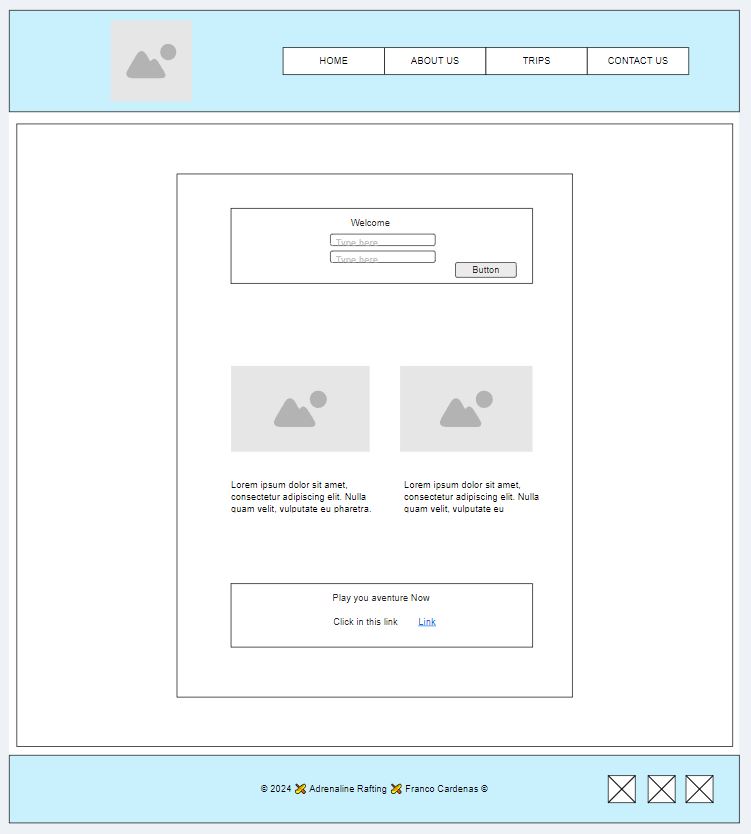 HOME ABOUT US TRIPS CONTACT US
Welcome
Type here
Type here
Button
Lorem ipsum dolor sit amet,
consectetur adipiscing elit. Nulla
quam velit, vulputate eu pharetra.
Lorem ipsum dolor sit amet,
consectetur adipiscing elit. Nulla
quam velit, vulputate eu
Play you aventure Now
Click in this link Link
© 2024 ⚔ Adrenaline Rafting ⚔ Franco Cardenas ©